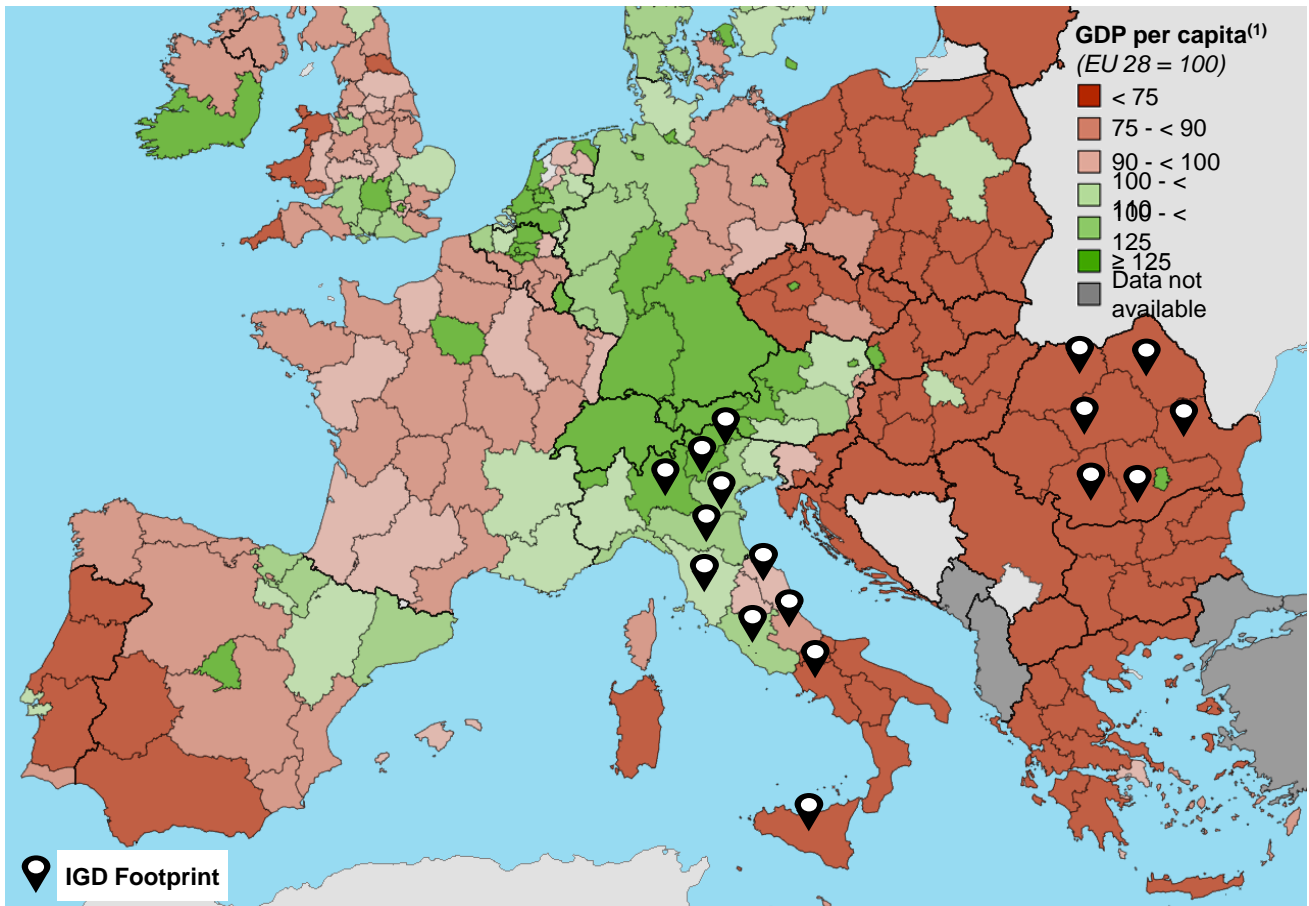 GDP per capita(1)
(EU 28 = 100)
< 75
75 - < 90
90 - < 100
100 - <
110
100 - <
125
≥ 125
Data not
available
IGD Footprint